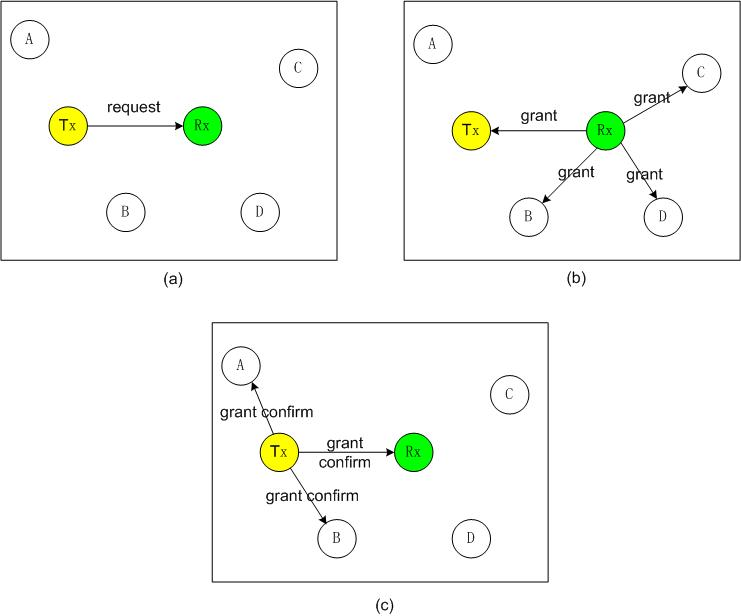 A
C
request
Tx
Rx
B
D
(a)
A
C
grant
grant
Tx
Rx
grant
grant
B
D
(b)
A
C
grant confirm
Tx
grant
confirm
Rx
grant confirm
B
D
(c)